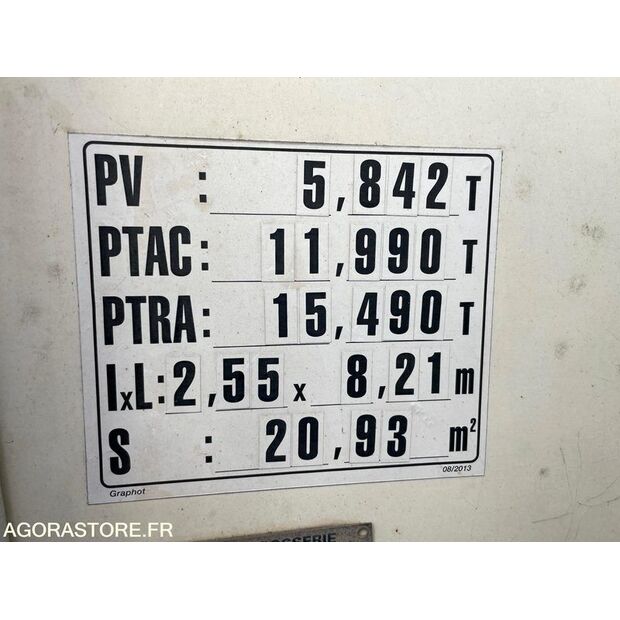 PV : 5,842 T
PTAC: 11,990 T
PTRA: 15,490 T
IxL: 2,55 x 8,21 m
S : 20,93 m²
Graphot 08/2013
AGORASTORE.FR